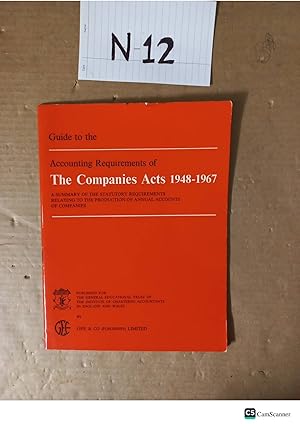 N-12
Guide to the
Accounting Requirements of
The Companies Acts 1948-1967
A SUMMARY OF THE STATUTORY REQUIREMENTS
RELATING TO THE PRODUCTION OF ANNUAL ACCOUNTS
OF COMPANIES
PUBLISHED FOR
THE GENERAL EDUCATIONAL TRUST OF
THE INSTITUTE OF CHARTERED ACCOUNTANTS
IN ENGLAND AND WALES
BY
GEE & CO (PUBLISHERS) LIMITED
CS CamScanner